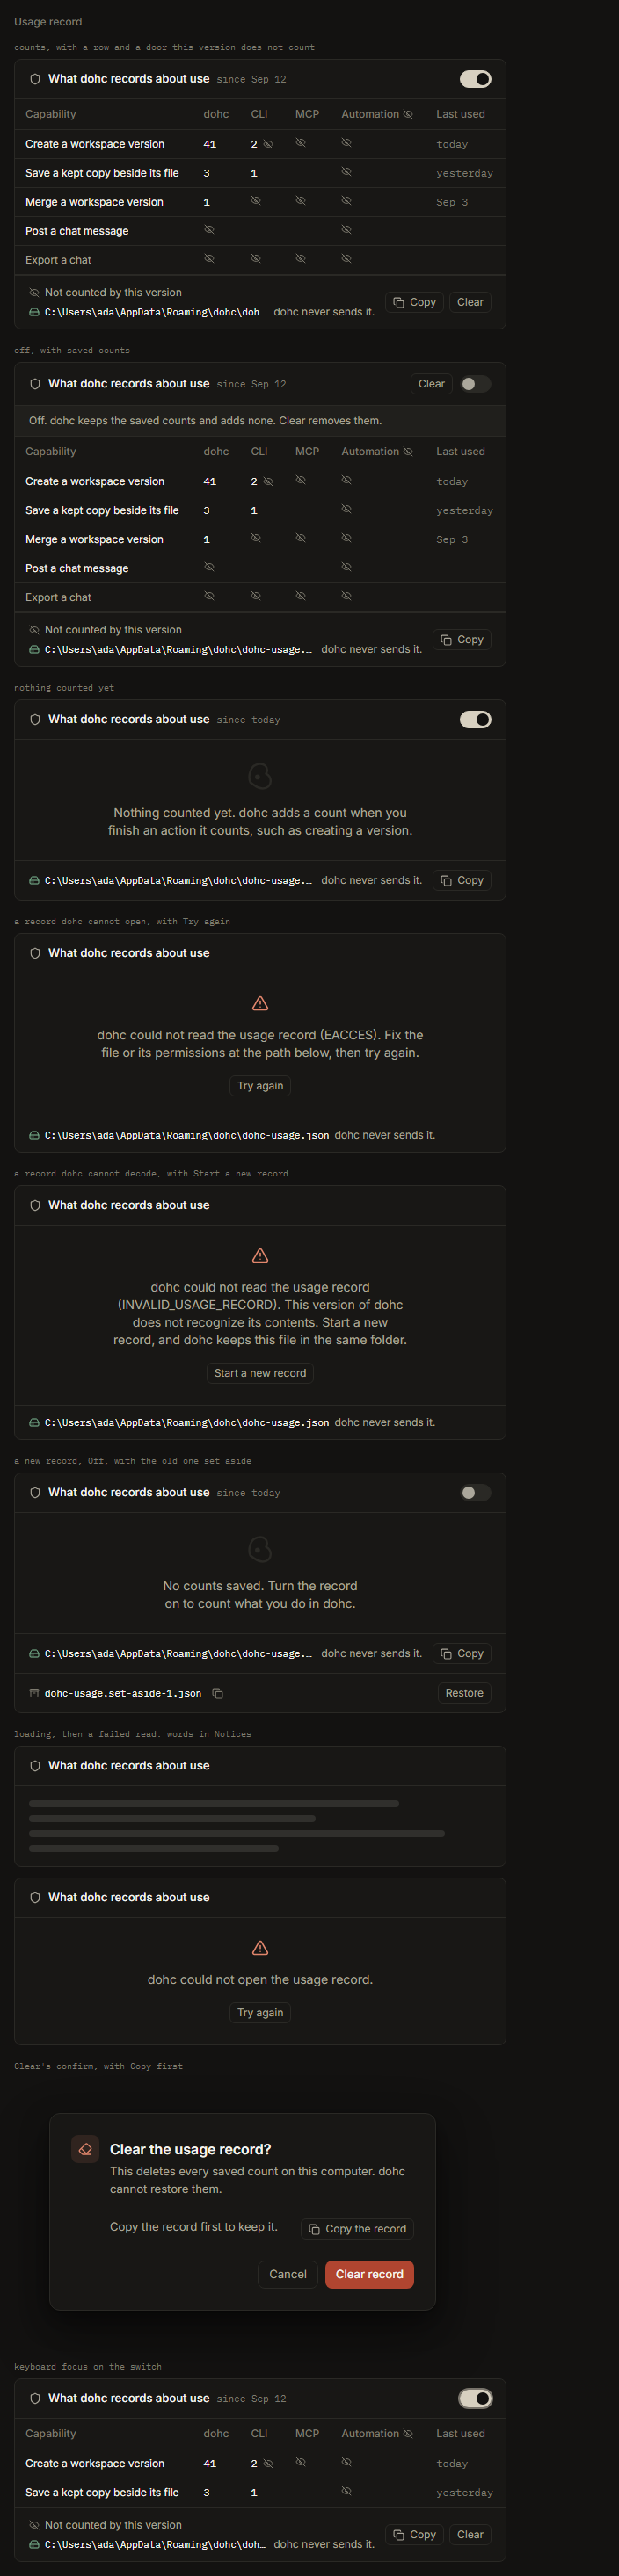 Usage record
counts, with a row and a door this version does not count
What dohc records about use since Sep 12
Capability dohc CLI MCP Automation Last used
Create a workspace version 41 2 today
Save a kept copy beside its file 3 1 yesterday
Merge a workspace version 1 Sep 3
Post a chat message
Export a chat
Not counted by this version
C:\Users\ada\AppData\Roaming\dohc\doh… dohc never sends it. Copy Clear
off, with saved counts
What dohc records about use since Sep 12 Clear
Off. dohc keeps the saved counts and adds none. Clear removes them.
Capability dohc CLI MCP Automation Last used
Create a workspace version 41 2 today
Save a kept copy beside its file 3 1 yesterday
Merge a workspace version 1 Sep 3
Post a chat message
Export a chat
Not counted by this version
C:\Users\ada\AppData\Roaming\dohc\dohc-usage.… dohc never sends it. Copy
nothing counted yet
What dohc records about use since today
Nothing counted yet. dohc adds a count when you
finish an action it counts, such as creating a version.
C:\Users\ada\AppData\Roaming\dohc\dohc-usage.… dohc never sends it. Copy
a record dohc cannot open, with Try again
What dohc records about use
dohc could not read the usage record (EACCES). Fix the
file or its permissions at the path below, then try again.
Try again
C:\Users\ada\AppData\Roaming\dohc\dohc-usage.json dohc never sends it.
a record dohc cannot decode, with Start a new record
What dohc records about use
dohc could not read the usage record
(INVALID_USAGE_RECORD). This version of dohc
does not recognize its contents. Start a new
record, and dohc keeps this file in the same folder.
Start a new record
C:\Users\ada\AppData\Roaming\dohc\dohc-usage.json dohc never sends it.
a new record, Off, with the old one set aside
What dohc records about use since today
No counts saved. Turn the record
on to count what you do in dohc.
C:\Users\ada\AppData\Roaming\dohc\dohc-usage.… dohc never sends it. Copy
dohc-usage.set-aside-1.json Restore
loading, then a failed read: words in Notices
What dohc records about use
What dohc records about use
dohc could not open the usage record.
Try again
Clear's confirm, with Copy first
Clear the usage record?
This deletes every saved count on this computer. dohc
cannot restore them.
Copy the record first to keep it. Copy the record
Cancel Clear record
keyboard focus on the switch
What dohc records about use since Sep 12
Capability dohc CLI MCP Automation Last used
Create a workspace version 41 2 today
Save a kept copy beside its file 3 1 yesterday
Not counted by this version
C:\Users\ada\AppData\Roaming\dohc\doh… dohc never sends it. Copy Clear